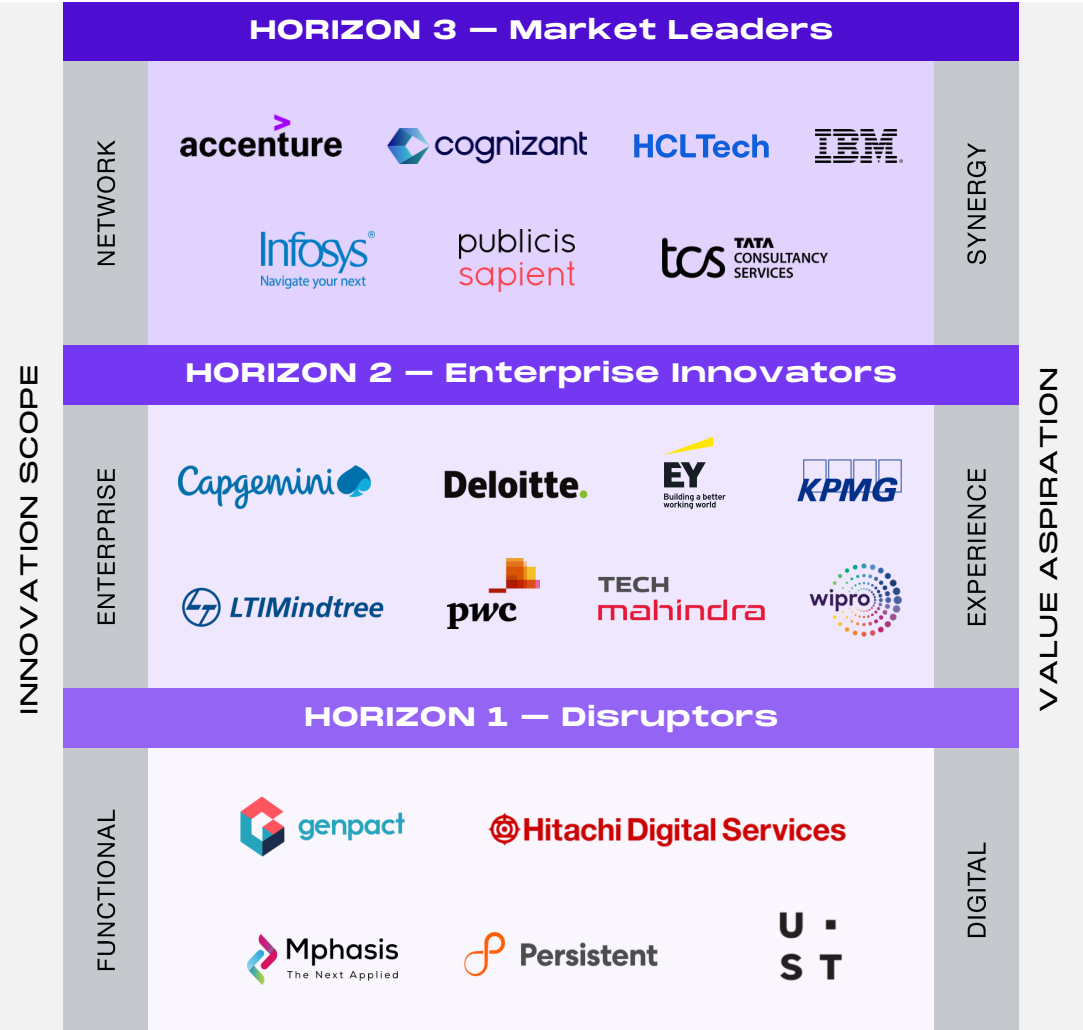 HORIZON 3 — Market Leaders
INNOVATION SCOPE
VALUE ASPIRATION
NETWORK
SYNERGY
>
accenture
cognizant
HCLTech
IBM®
Infosys®
Navigate your next
publicis
sapient
tcs
TATA
CONSULTANCY
SERVICES
HORIZON 2 — Enterprise Innovators
ENTERPRISE
EXPERIENCE
Capgemini
Deloitte.
EY
Building a better
working world
KPMG
LT
LTIMindtree
pwc
TECH
mahindra
wipro
HORIZON 1 — Disruptors
FUNCTIONAL
DIGITAL
genpact
Hitachi Digital Services
Mphasis
The Next Applied
Persistent
U ·
S T